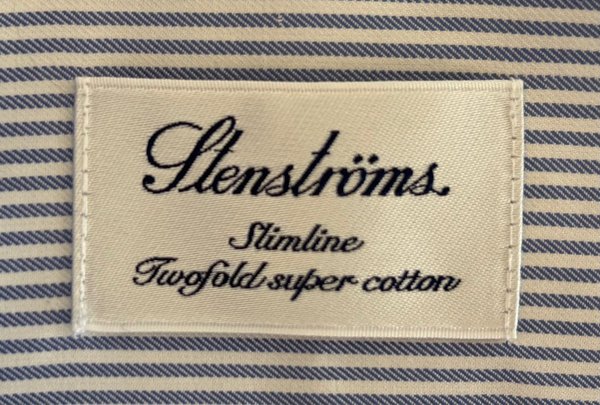 Stenströms.
Slimline
Twofold super cotton